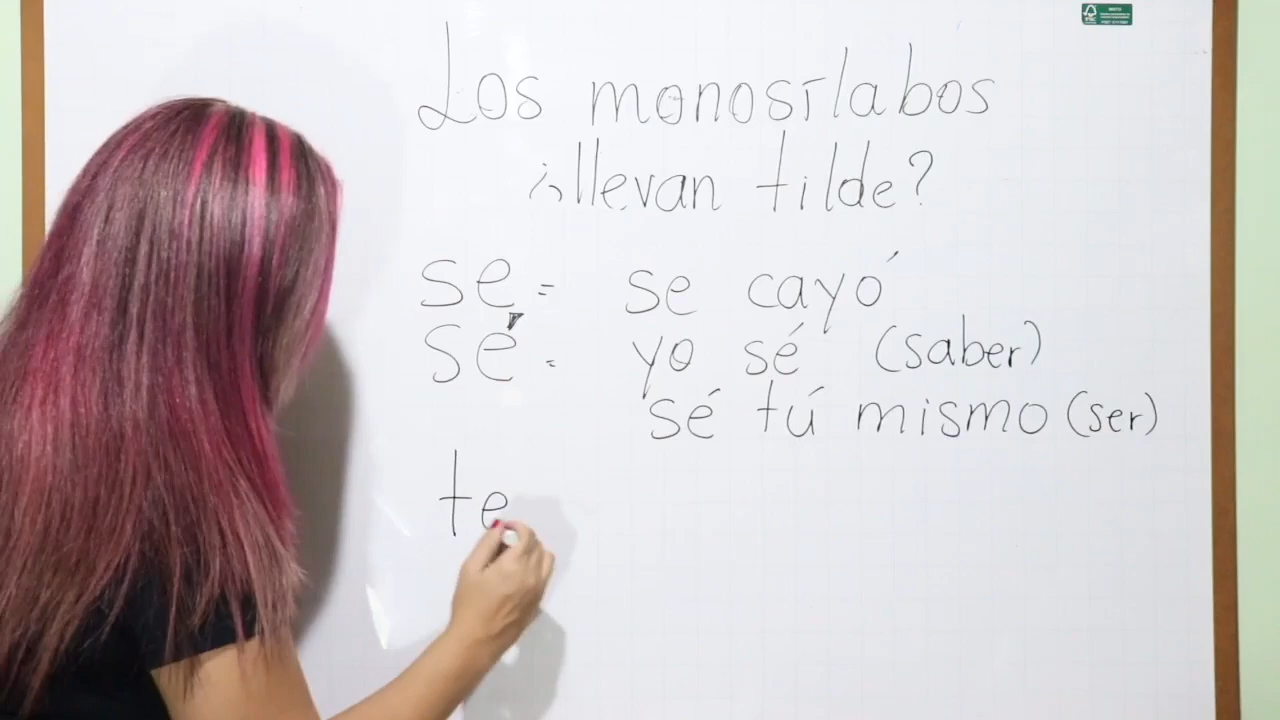 Los monosílabos
¿llevan tilde?
se = se cayó
sé = yo sé (saber)
sé tú mismo (ser)
te